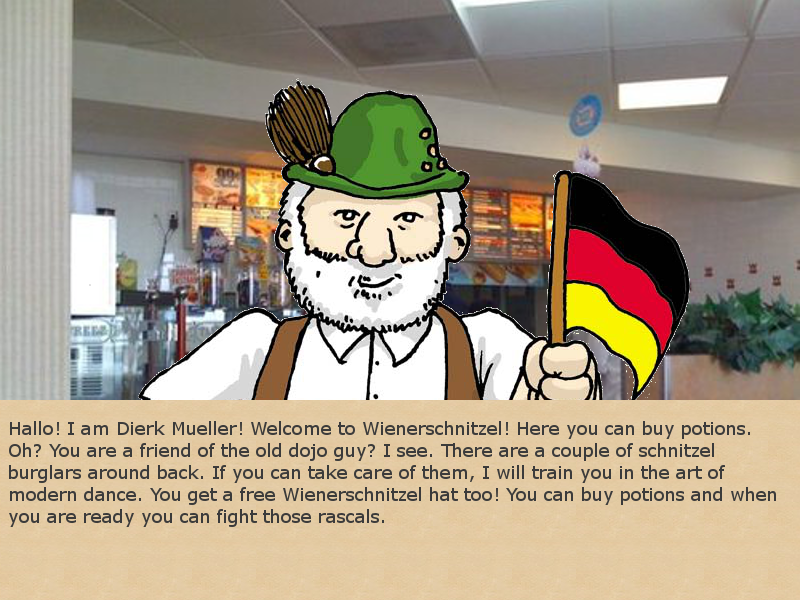 Hallo! I am Dierk Mueller! Welcome to Wienerschnitzel! Here you can buy potions.
Oh? You are a friend of the old dojo guy? I see. There are a couple of schnitzel
burglars around back. If you can take care of them, I will train you in the art of
modern dance. You get a free Wienerschnitzel hat too! You can buy potions and when
you are ready you can fight those rascals.